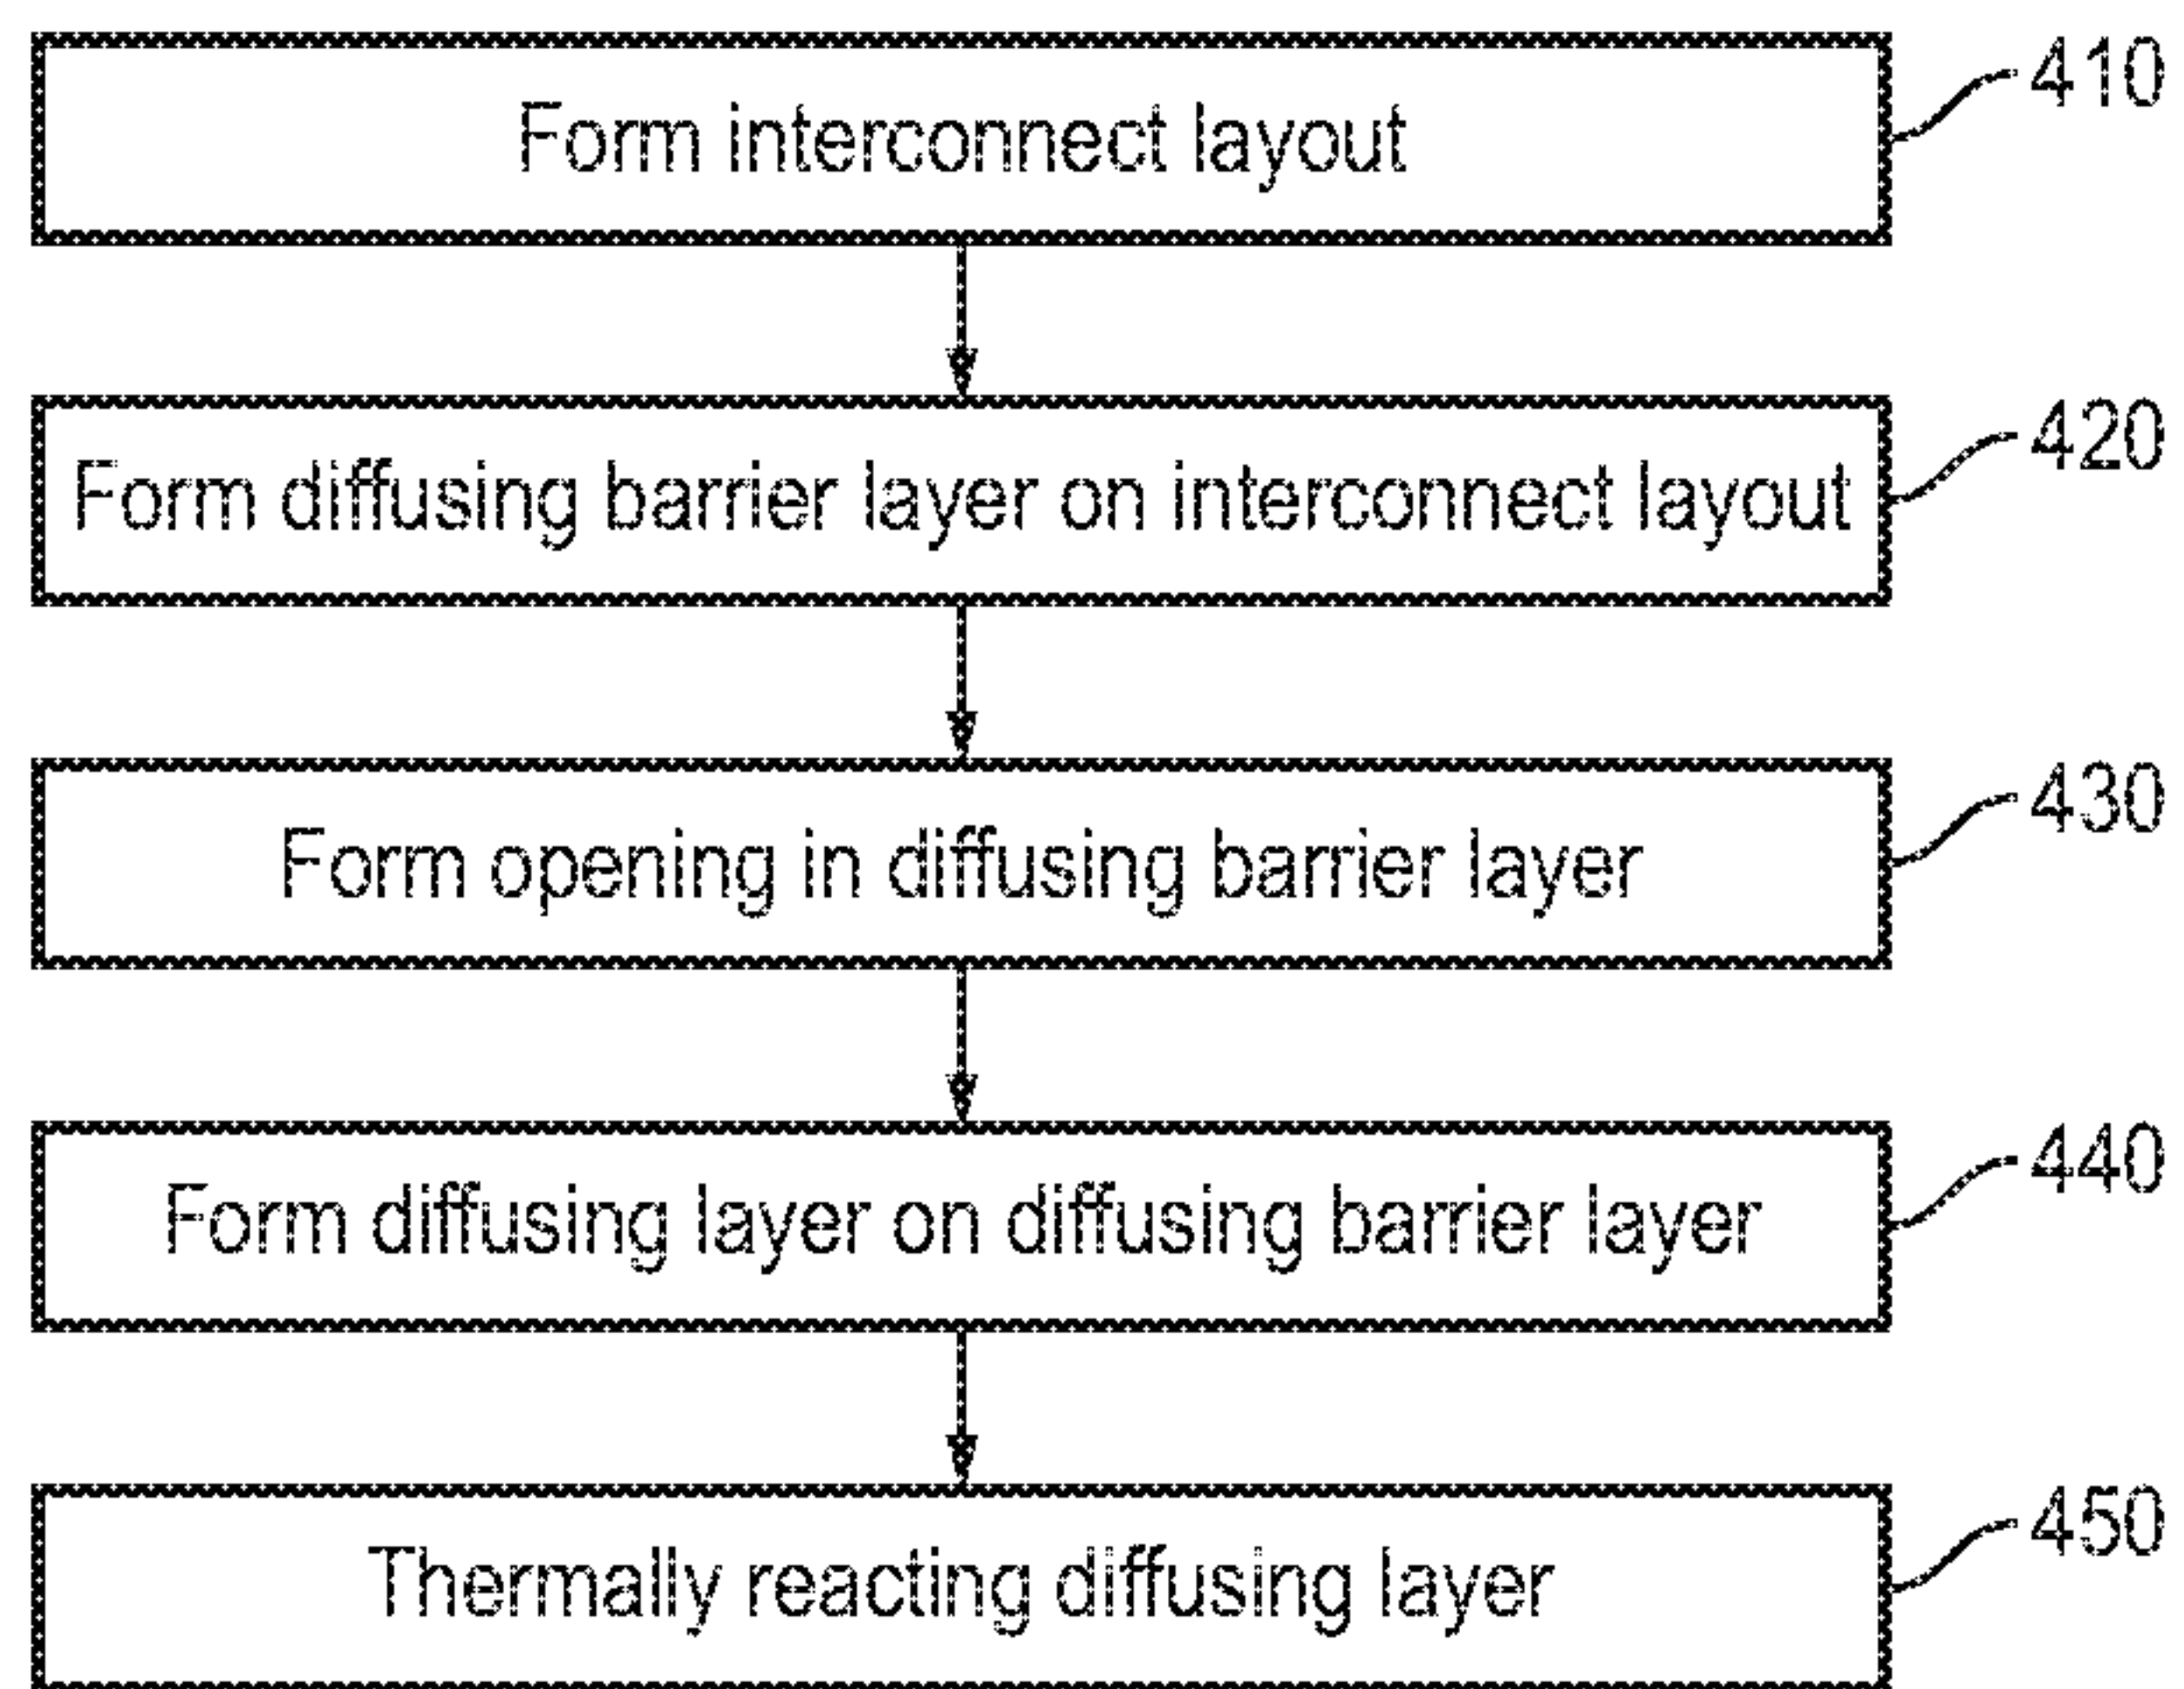 Form interconnect layout 410
Form diffusing barrier layer on interconnect layout 420
Form opening in diffusing barrier layer 430
Form diffusing layer on diffusing barrier layer 440
Thermally reacting diffusing layer 450